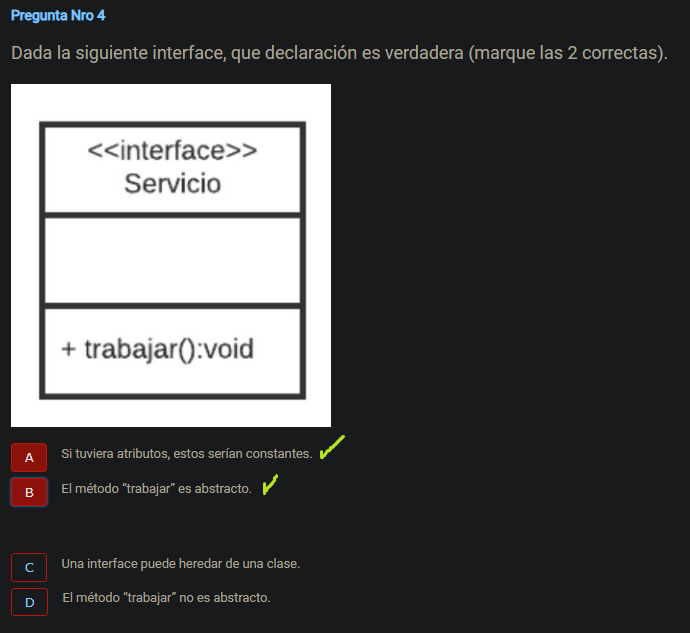 Pregunta Nro 4
Dada la siguiente interface, que declaración es verdadera (marque las 2 correctas).
<<interface>>
Servicio
+ trabajar():void
A Si tuviera atributos, estos serían constantes.
B El método “trabajar” es abstracto.
C Una interface puede heredar de una clase.
D El método “trabajar” no es abstracto.